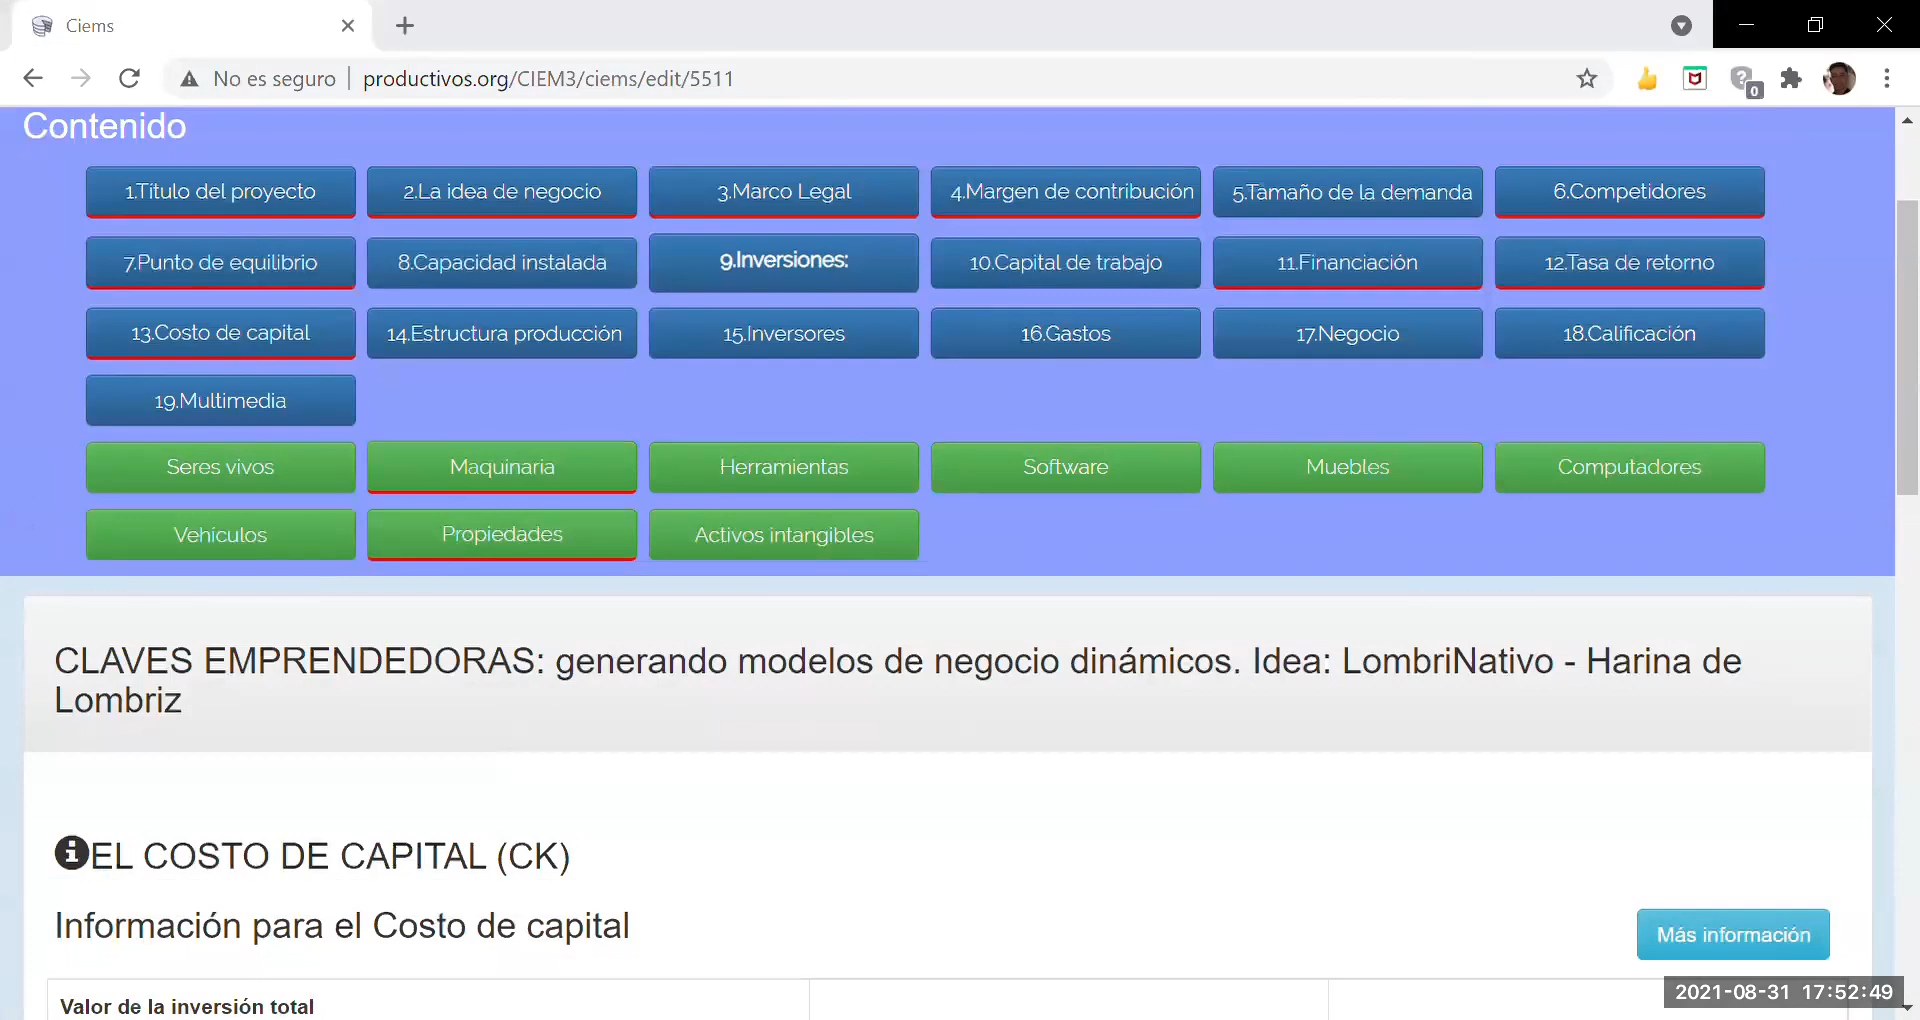 Ciems
No es seguro productivos.org/CIEM3/ciems/edit/5511
0
Contenido
1.Título del proyecto 2.La idea de negocio 3.Marco Legal 4.Margen de contribución 5.Tamaño de la demanda 6.Competidores
7.Punto de equilibrio 8.Capacidad instalada 9.Inversiones: 10.Capital de trabajo 11.Financiación 12.Tasa de retorno
13.Costo de capital 14.Estructura producción 15.Inversores 16.Gastos 17.Negocio 18.Calificación
19.Multimedia
Seres vivos Maquinaria Herramientas Software Muebles Computadores
Vehículos Propiedades Activos intangibles
CLAVES EMPRENDEDORAS: generando modelos de negocio dinámicos. Idea: LombriNativo - Harina de
Lombriz
EL COSTO DE CAPITAL (CK)
Información para el Costo de capital
Más información
Valor de la inversión total
2021-08-31 17:52:49